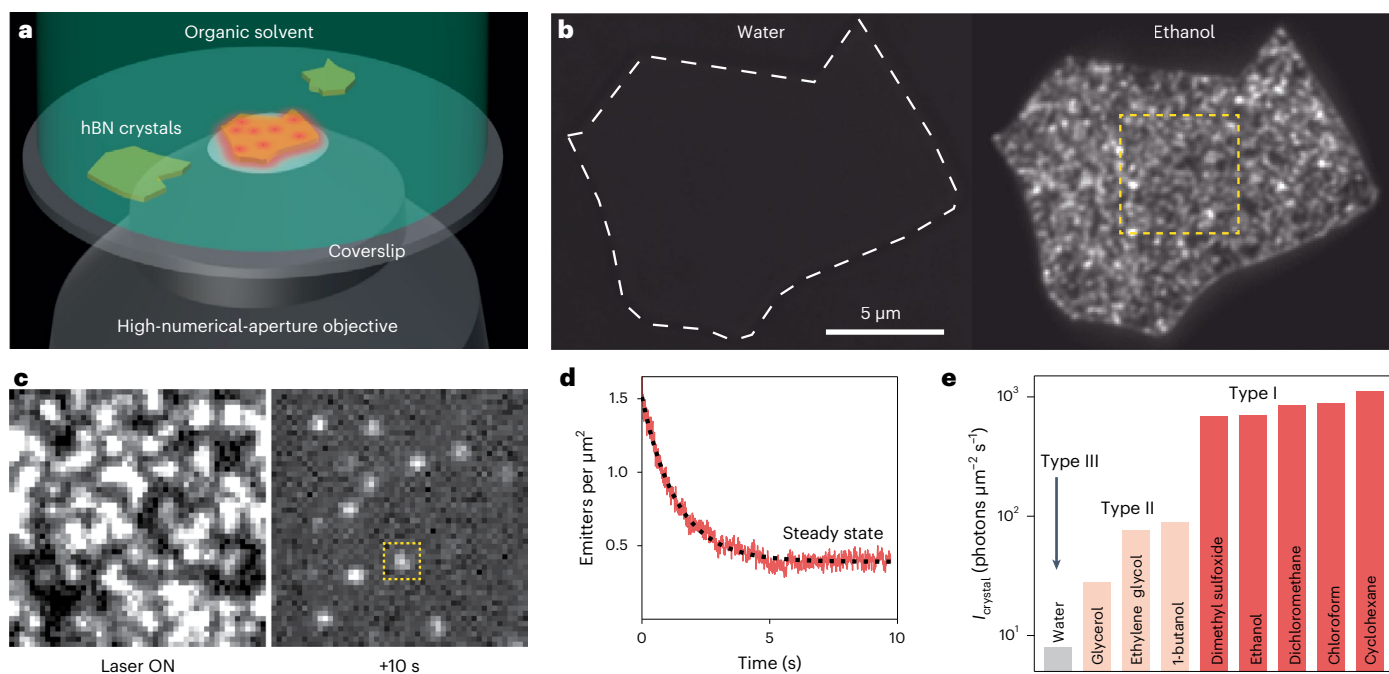 a
Organic solvent
hBN crystals
Coverslip
High-numerical-aperture objective
b
Water
5 µm
Ethanol
c
Laser ON
+10 s
d
Emitters per µm²
1.5
1.0
0.5
Steady state
0
5
10
Time (s)
e
I_crystal (photons µm⁻² s⁻¹)
10³
10²
10¹
Type III
Type II
Type I
Water
Glycerol
Ethylene glycol
1-butanol
Dimethyl sulfoxide
Ethanol
Dichloromethane
Chloroform
Cyclohexane